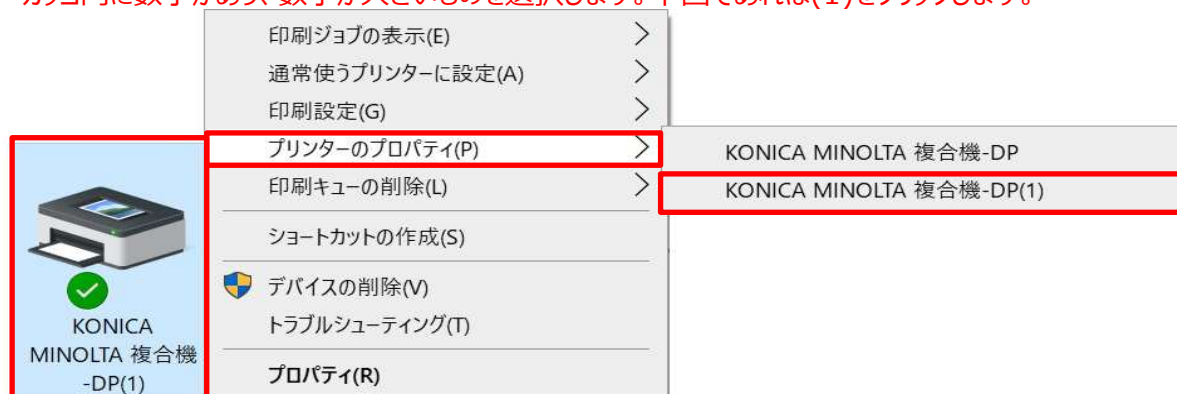 印刷ジョブの表示(E)
通常使うプリンターに設定(A)
印刷設定(G)
プリンターのプロパティ(P)
KONICA MINOLTA 複合機-DP
印刷キューの削除(L)
KONICA MINOLTA 複合機-DP(1)
ショートカットの作成(S)
デバイスの削除(V)
トラブルシューティング(T)
プロパティ(R)
KONICA
MINOLTA 複合機
-DP(1)